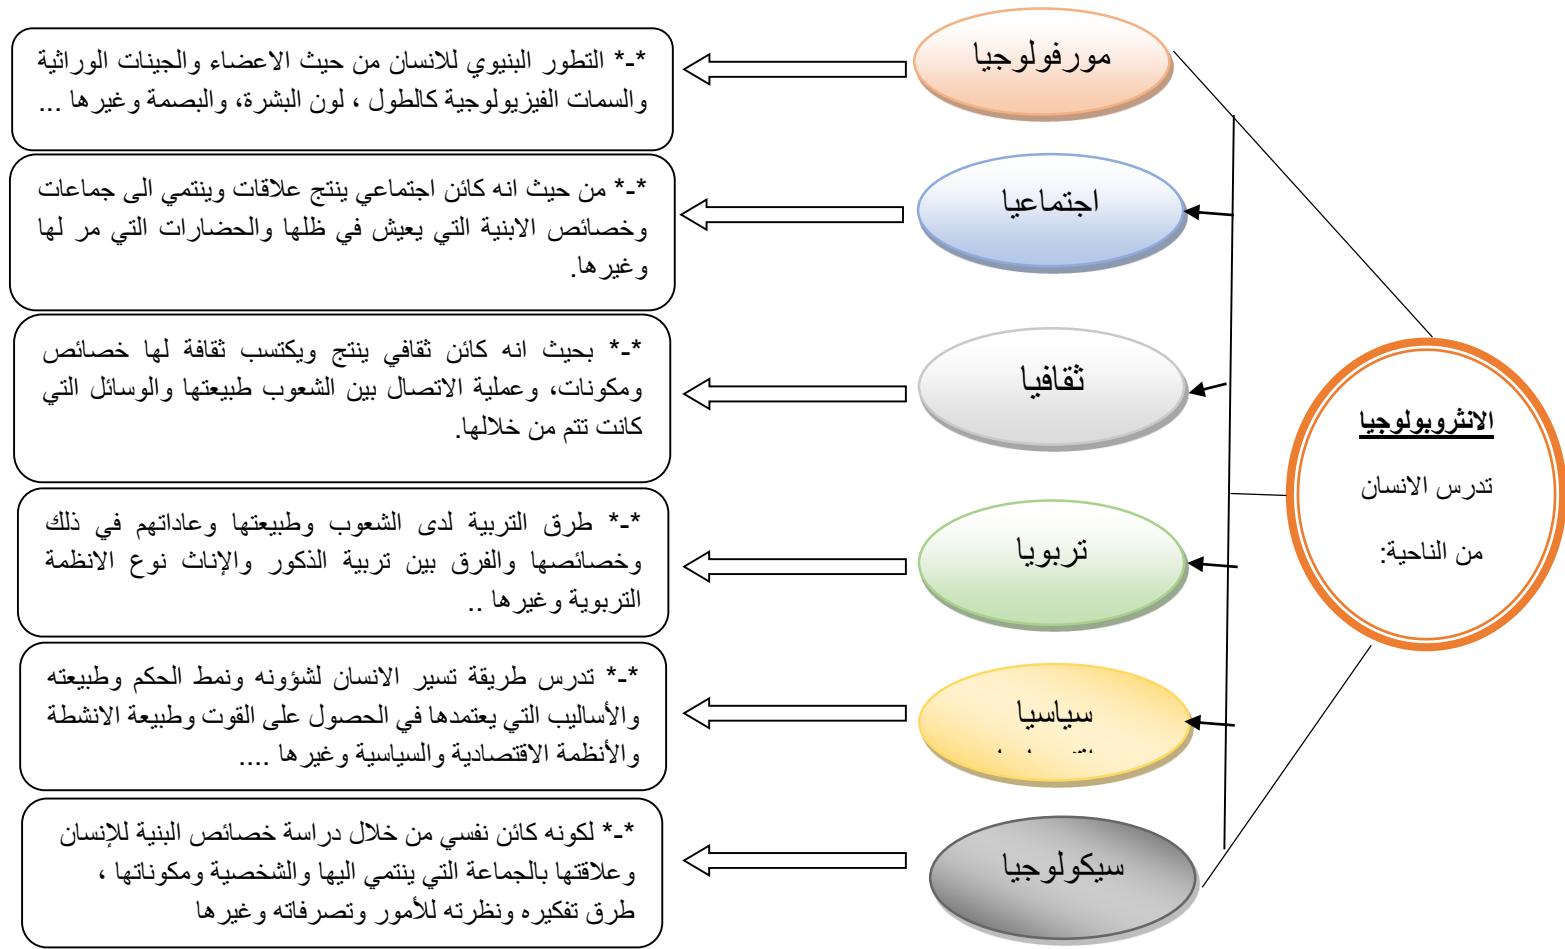 الانثروبولوجيا
تدرس الانسان
من الناحية:
مورفولوجيا
*-* التطور البنيوي للانسان من حيث الاعضاء والجينات الوراثية
والسمات الفيزيولوجية كالطول ، لون البشرة، والبصمة وغيرها ...
اجتماعيا
*-* من حيث انه كائن اجتماعي ينتج علاقات وينتمي الى جماعات
وخصائص الابنية التي يعيش في ظلها والحضارات التي مر لها
وغيرها.
ثقافيا
*-* بحيث انه كائن ثقافي ينتج ويكتسب ثقافة لها خصائص
ومكونات، وعملية الاتصال بين الشعوب طبيعتها والوسائل التي
كانت تتم من خلالها.
تربويا
*-* طرق التربية لدى الشعوب وطبيعتها وعاداتهم في ذلك
وخصائصها والفرق بين تربية الذكور والإناث نوع الانظمة
التربوية وغيرها ..
سياسيا
*-* تدرس طريقة تسير الانسان لشؤونه ونمط الحكم وطبيعته
والأساليب التي يعتمدها في الحصول على القوت وطبيعة الانشطة
والأنظمة الاقتصادية والسياسية وغيرها ....
سيكولوجيا
*-* لكونه كائن نفسي من خلال دراسة خصائص البنية للإنسان
وعلاقتها بالجماعة التي ينتمي اليها والشخصية ومكوناتها ،
طرق تفكيره ونظرته للأمور وتصرفاته وغيرها